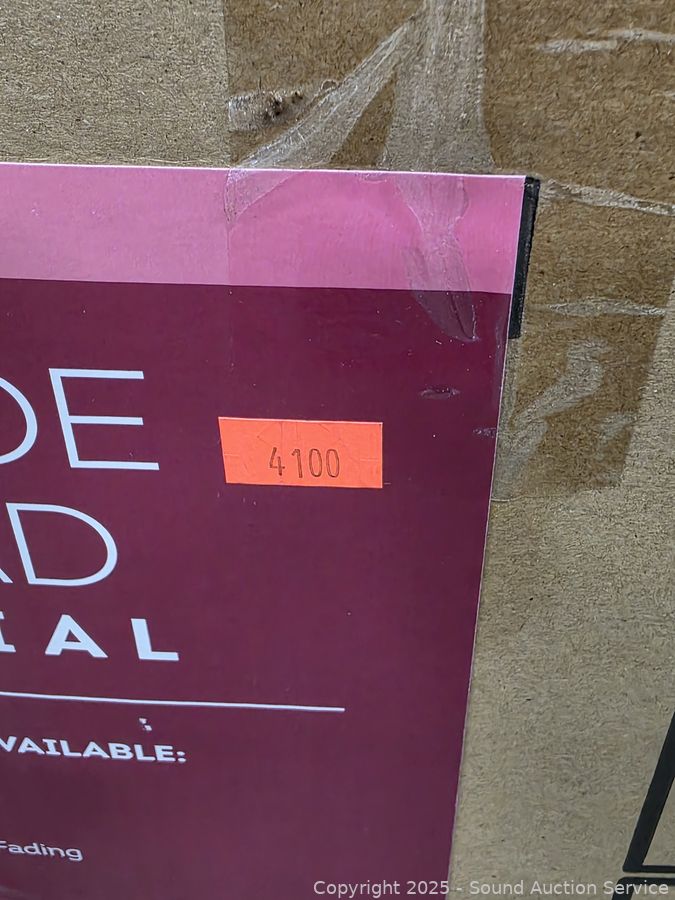 DE
4100
AD
IAL
VAILABLE:
Fading
Copyright 2025 - Sound Auction Service